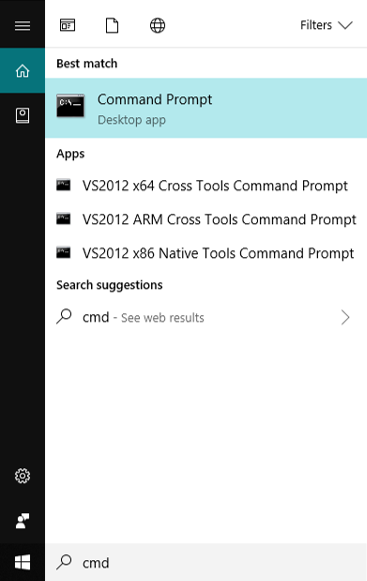 Filters
Best match
C:\_
Command Prompt
Desktop app
Apps
VS2012 x64 Cross Tools Command Prompt
VS2012 ARM Cross Tools Command Prompt
VS2012 x86 Native Tools Command Prompt
Search suggestions
cmd - See web results
cmd